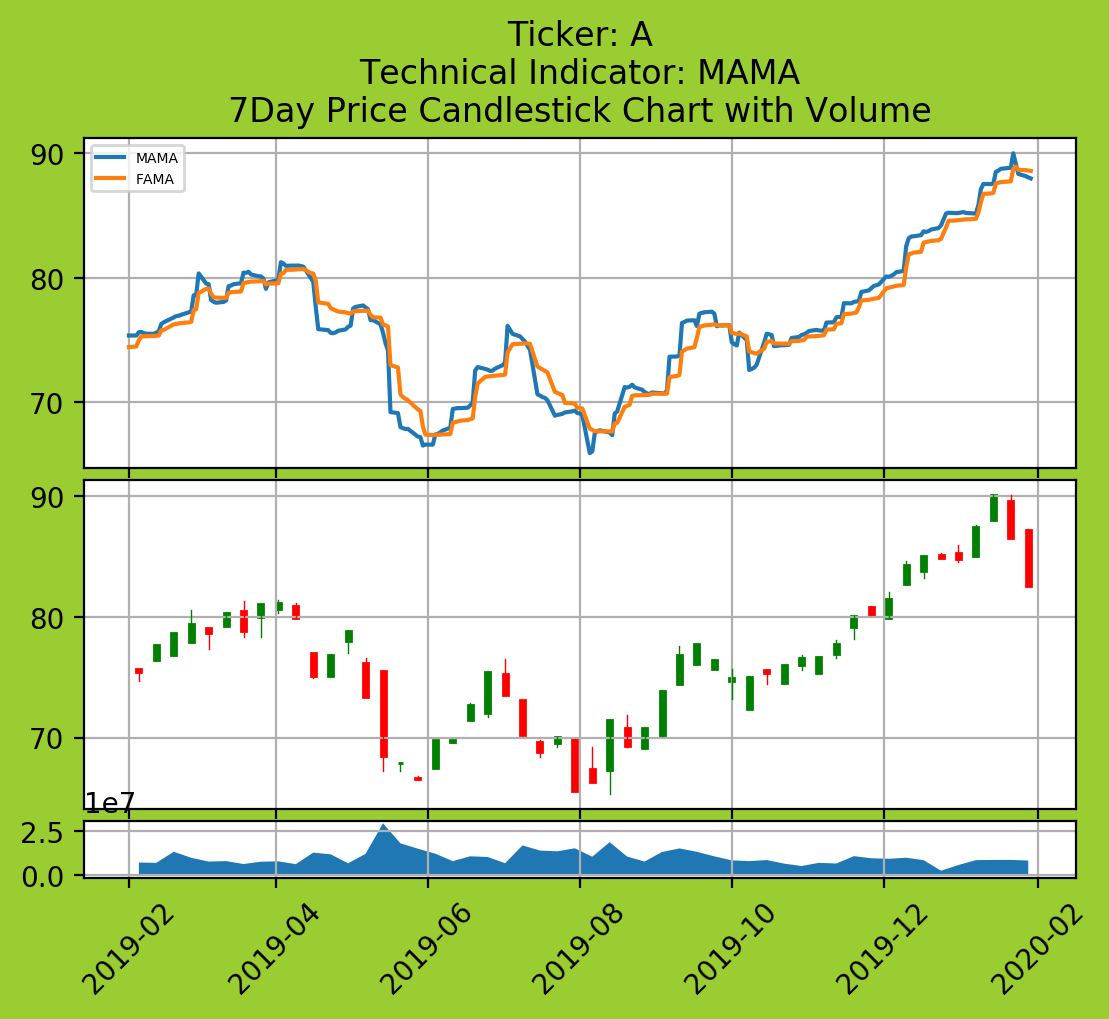 Ticker: A
Technical Indicator: MAMA
7Day Price Candlestick Chart with Volume
90
80
70
MAMA
FAMA
90
80
70
1e7
2.5
0.0
2019-02
2019-04
2019-06
2019-08
2019-10
2019-12
2020-02